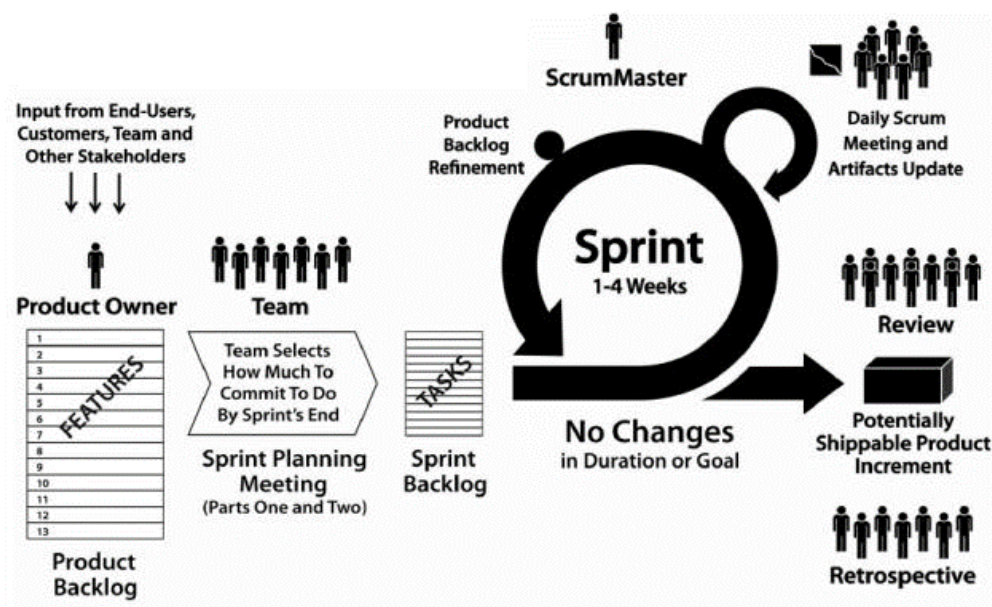 ScrumMaster
Input from End-Users,
Customers, Team and
Other Stakeholders
Product
Backlog
Refinement
Daily Scrum
Meeting and
Artifacts Update
Product Owner
Team
Sprint
1-4 Weeks
Review
1
2
3
4
5
6
7
8
9
10
11
12
13
FEATURES
Team Selects
How Much To
Commit To Do
By Sprint's End
TASKS
Sprint Planning
Meeting
(Parts One and Two)
Sprint
Backlog
No Changes
in Duration or Goal
Potentially
Shippable Product
Increment
Product
Backlog
Retrospective